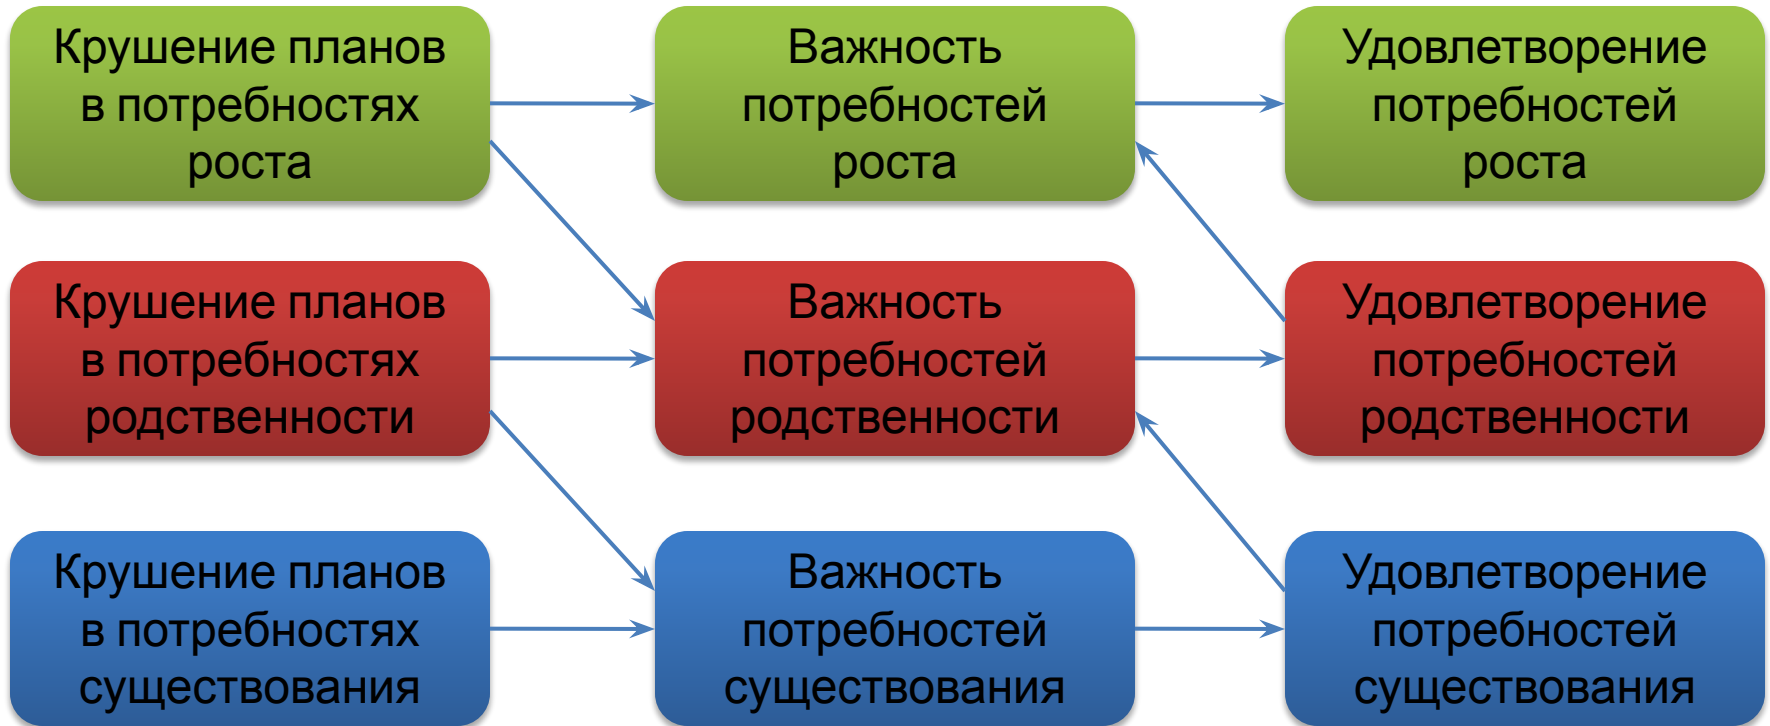 Крушение планов
в потребностях
роста
Важность
потребностей
роста
Удовлетворение
потребностей
роста
Крушение планов
в потребностях
родственности
Важность
потребностей
родственности
Удовлетворение
потребностей
родственности
Крушение планов
в потребностях
существования
Важность
потребностей
существования
Удовлетворение
потребностей
существования